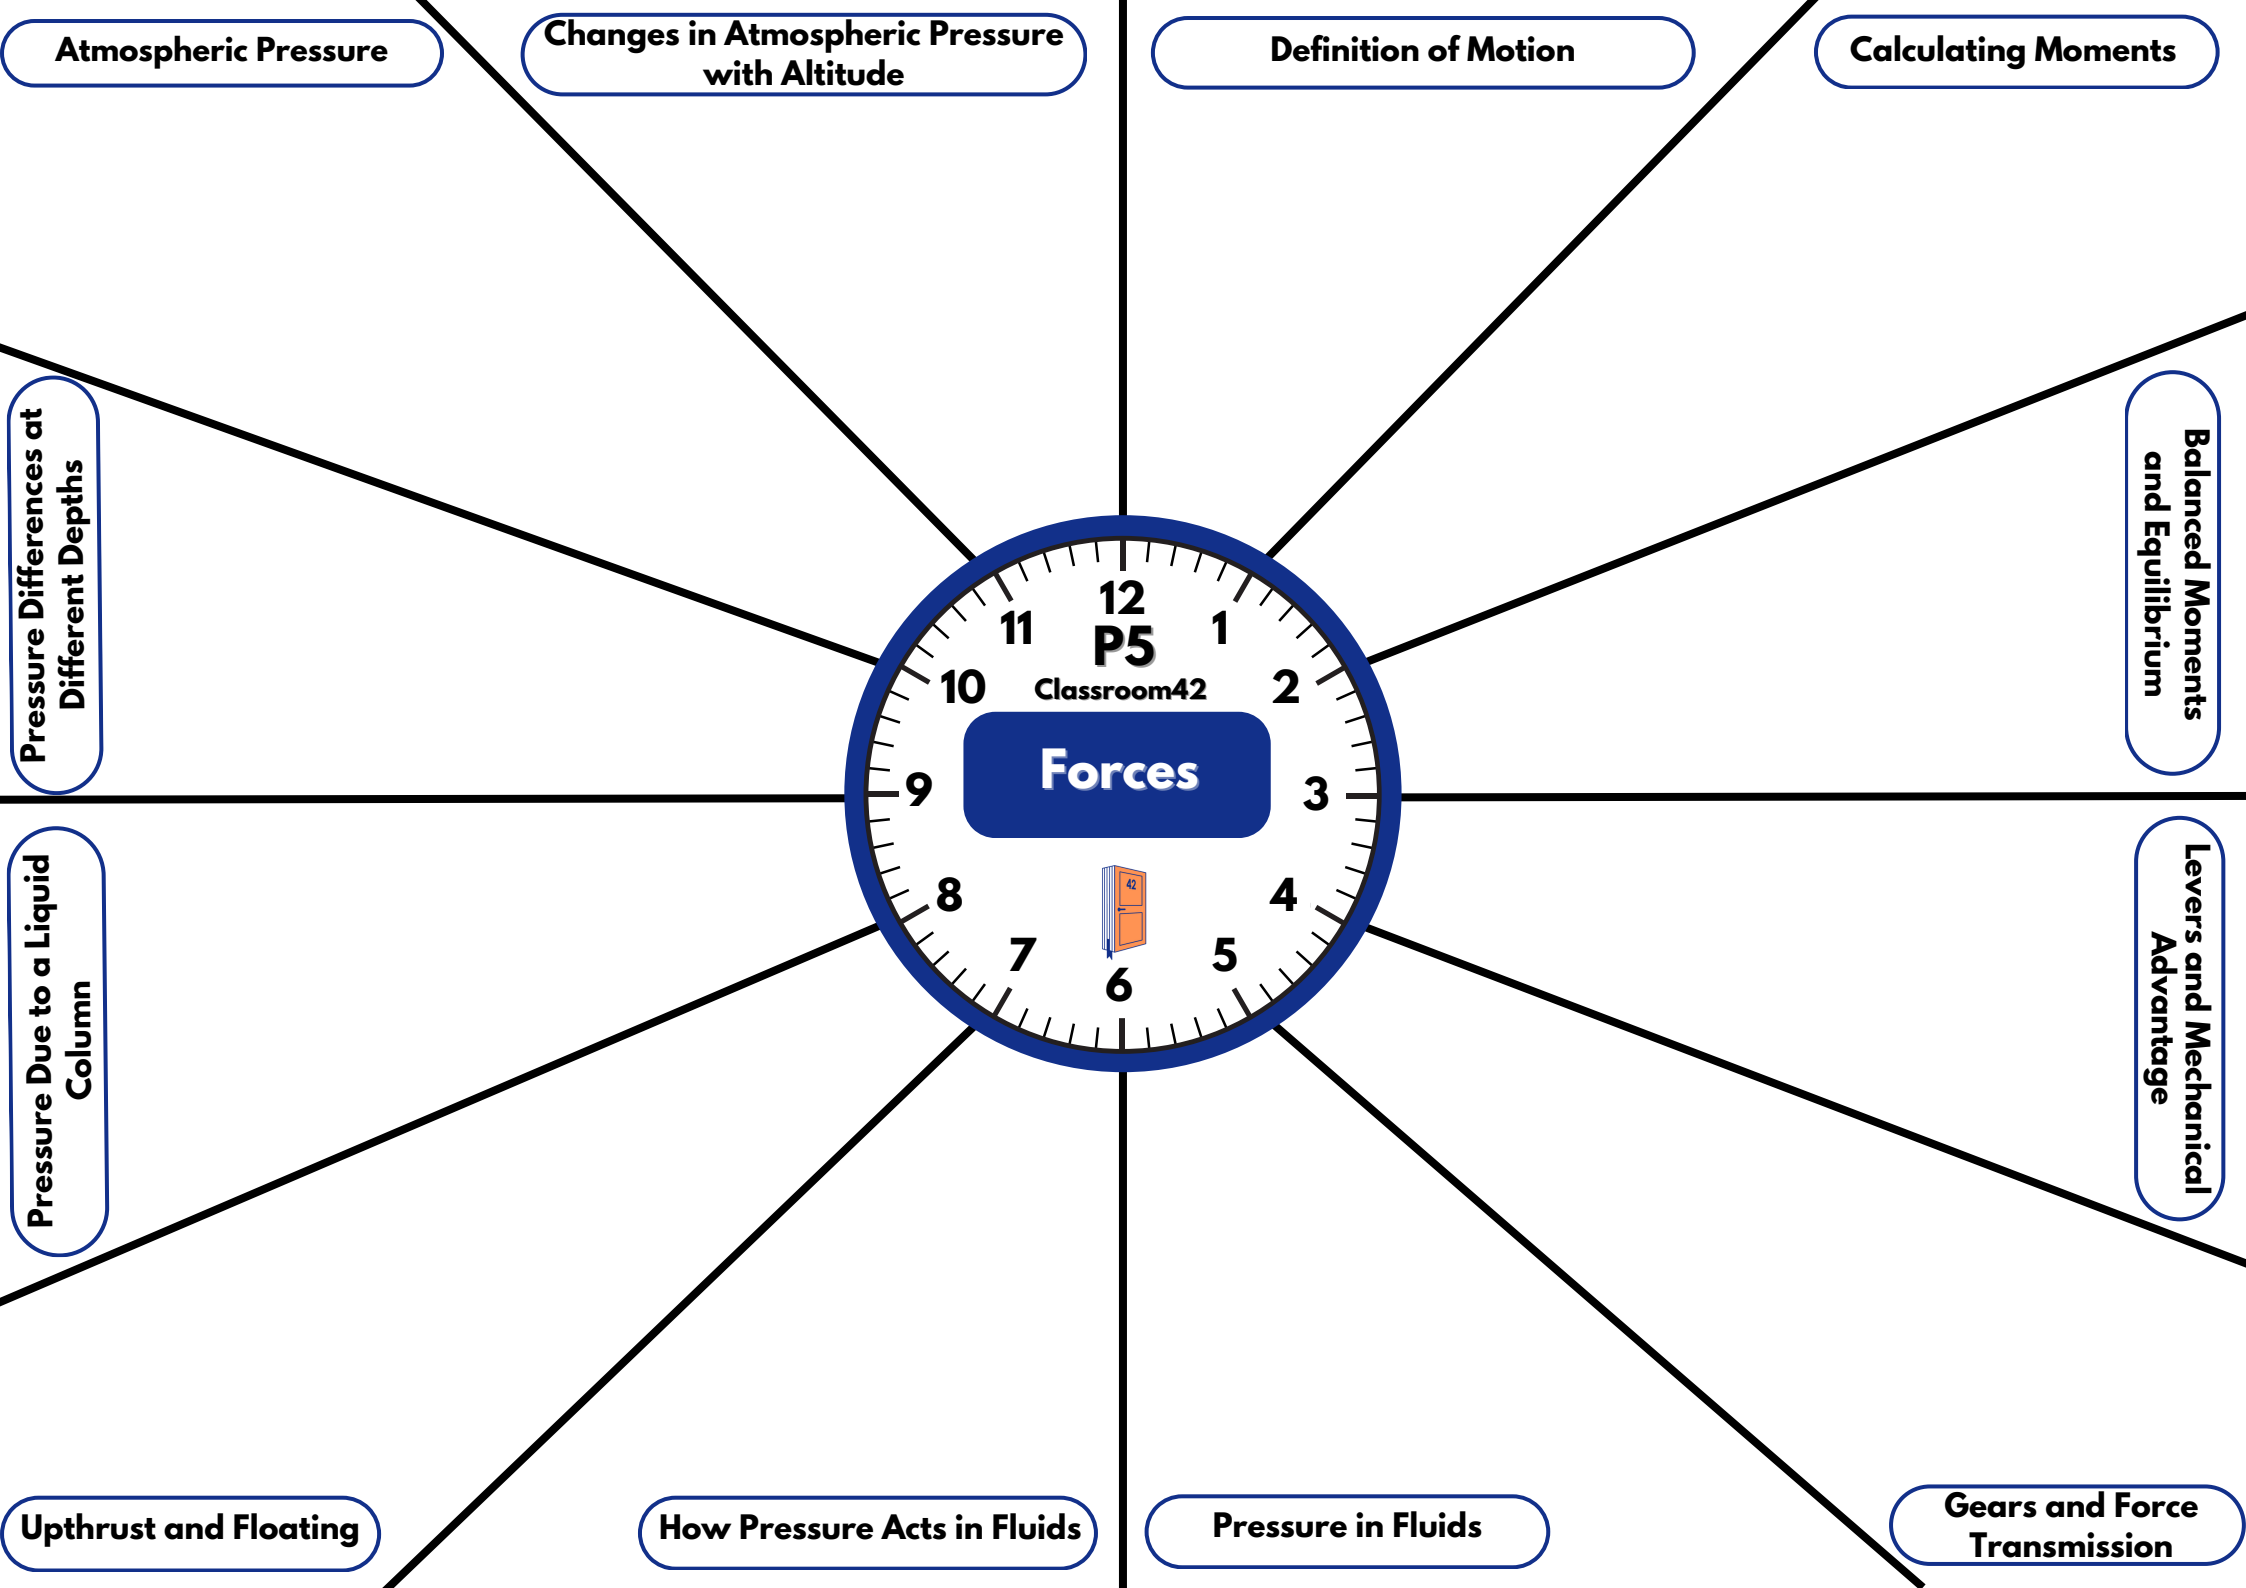 Atmospheric Pressure
Changes in Atmospheric Pressure
with Altitude
Definition of Motion
Calculating Moments
Balanced Moments
and Equilibrium
Levers and Mechanical
Advantage
Gears and Force
Transmission
Pressure in Fluids
How Pressure Acts in Fluids
Upthrust and Floating
Pressure Due to a Liquid
Column
Pressure Differences at
Different Depths
12
1
2
3
4
5
6
7
8
9
10
11
P5
Classroom42
Forces
42